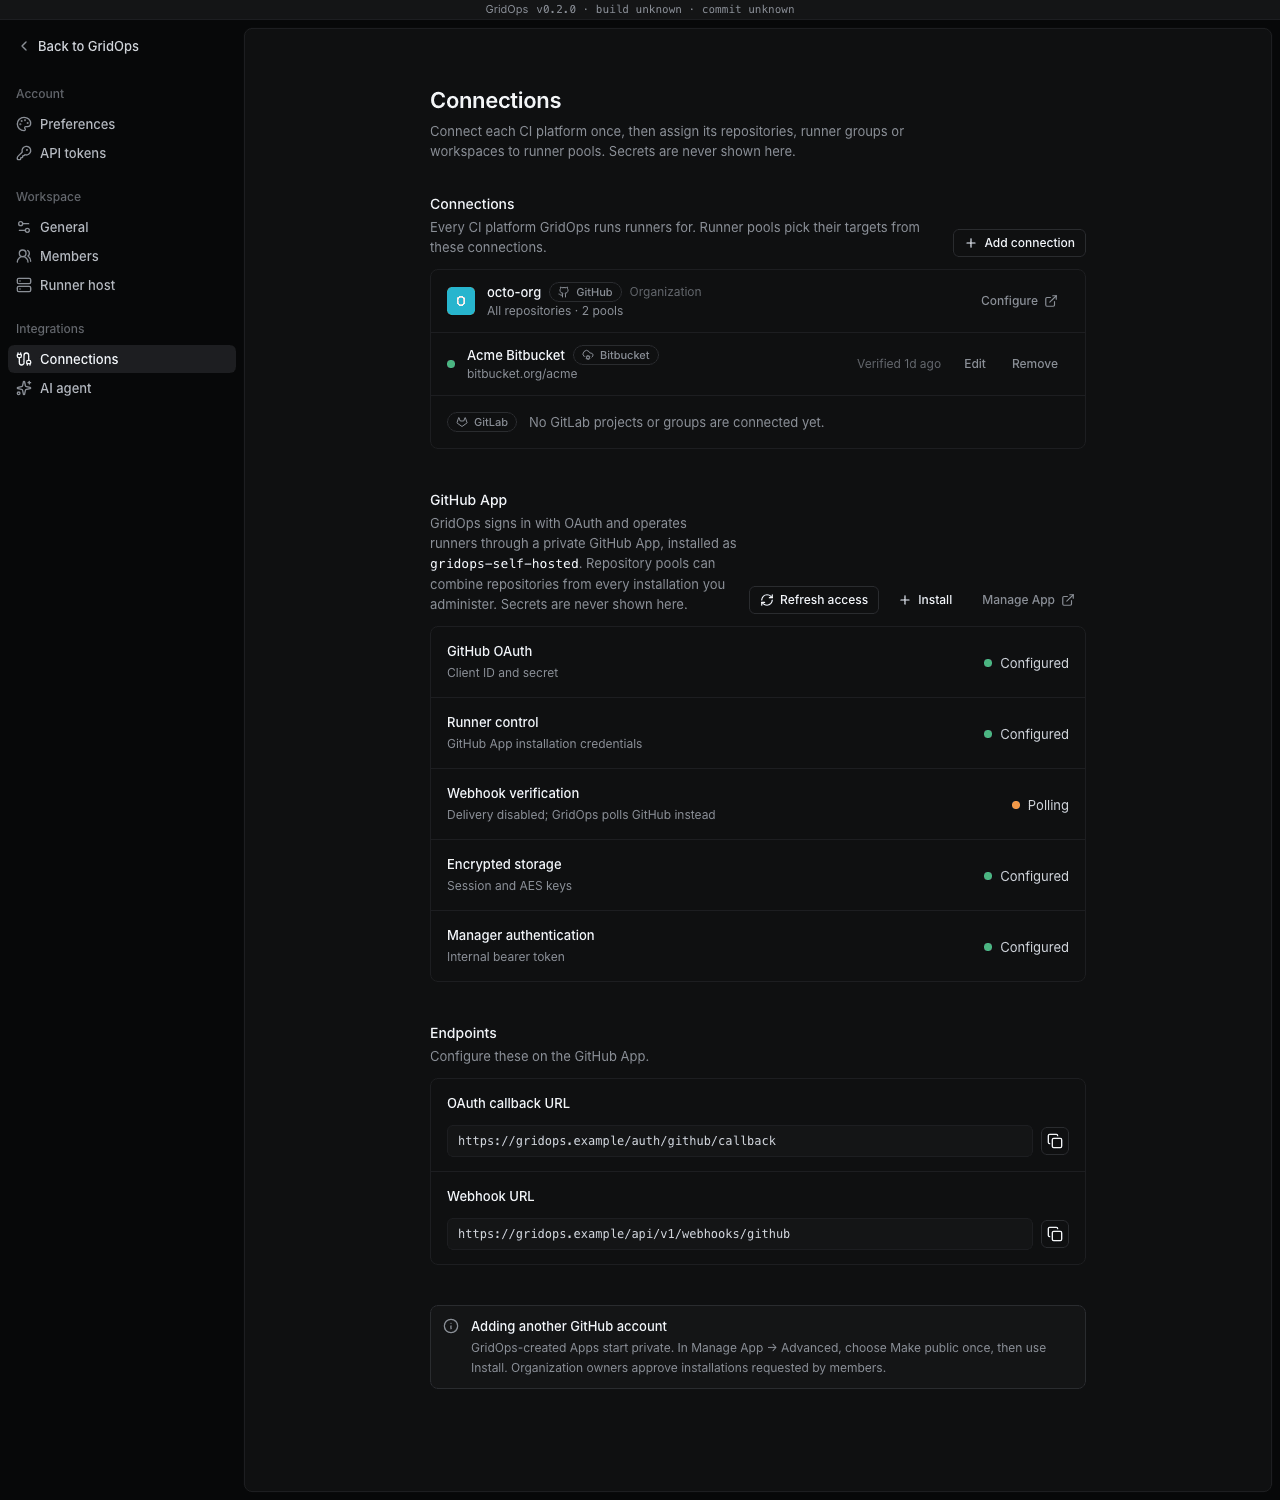 GridOps v0.2.0 · build unknown · commit unknown
Back to GridOps
Account
Preferences
API tokens
Workspace
General
Members
Runner host
Integrations
Connections
AI agent
Connections
Connect each CI platform once, then assign its repositories, runner groups or
workspaces to runner pools. Secrets are never shown here.
Connections
Every CI platform GridOps runs runners for. Runner pools pick their targets from
these connections.
Add connection
O
octo-org GitHub Organization
All repositories · 2 pools
Configure
Acme Bitbucket Bitbucket
bitbucket.org/acme
Verified 1d ago Edit Remove
GitLab No GitLab projects or groups are connected yet.
GitHub App
GridOps signs in with OAuth and operates
runners through a private GitHub App, installed as
gridops-self-hosted. Repository pools can
combine repositories from every installation you
administer. Secrets are never shown here.
Refresh access Install Manage App
GitHub OAuth
Client ID and secret
Configured
Runner control
GitHub App installation credentials
Configured
Webhook verification
Delivery disabled; GridOps polls GitHub instead
Polling
Encrypted storage
Session and AES keys
Configured
Manager authentication
Internal bearer token
Configured
Endpoints
Configure these on the GitHub App.
OAuth callback URL
https://gridops.example/auth/github/callback
Webhook URL
https://gridops.example/api/v1/webhooks/github
Adding another GitHub account
GridOps-created Apps start private. In Manage App → Advanced, choose Make public once, then use
Install. Organization owners approve installations requested by members.